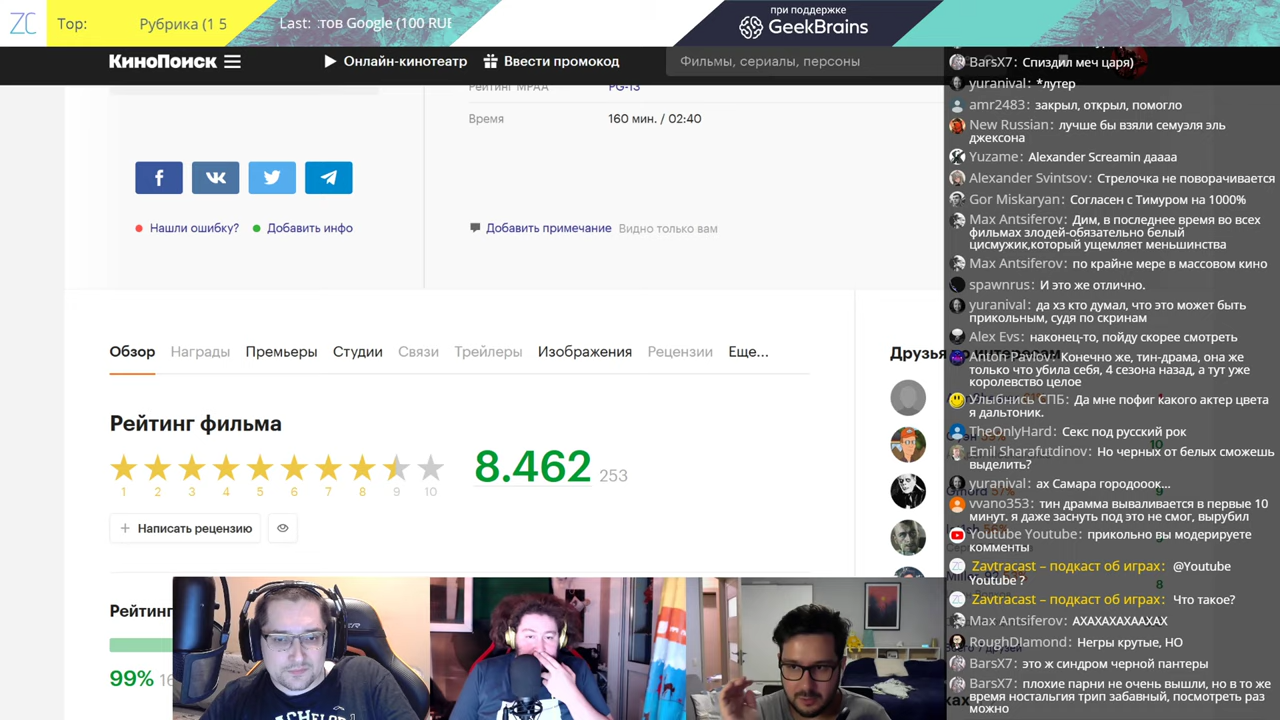 ZC
Top: Рубрика (1 5
Last: :тов Google (100 RUB
при поддержке
GeekBrains
КиноПоиск
Онлайн-кинотеатр
Ввести промокод
Фильмы, сериалы, персоны
Рейтинг MPAA PG-13
Время 160 мин. / 02:40
Нашли ошибку? Добавить инфо
Добавить примечание Видно только вам
Обзор Награды Премьеры Студии Связи Трейлеры Изображения Рецензии Еще...
Рейтинг фильма
1 2 3 4 5 6 7 8 9 10
8.462 253
Написать рецензию
Рейтинг
99%
Друзья
BarsX7: Спиздил меч царя)
yuranival: *лутер
amr2483: закрыл, открыл, помогло
New Russian: лучше бы взяли семуэля эль
джексона
Yuzame: Alexander Screamin даааа
Alexander Svintsov: Стрелочка не поворачивается
Gor Miskaryan: Согласен с Тимуром на 1000%
Max Antsiferov: Дим, в последнее время во всех
фильмах злодей-обязательно белый
цисмужик,который ущемляет меньшинства
Max Antsiferov: по крайне мере в массовом кино
spawnrus: И это же отлично.
yuranival: да хз кто думал, что это может быть
прикольным, судя по скринам
Alex Evs: наконец-то, пойду скорее смотреть
Anton Pavlov: Конечно же, тин-драма, она же
только что убила себя, 4 сезона назад, а тут уже
королевство целое
Улыбнись СПБ: Да мне пофиг какого актер цвета
я дальтоник.
TheOnlyHard: Секс под русский рок
Emil Sharafutdinov: Но черных от белых сможешь
выделить?
yuranival: ах Самара городооок...
vvano353: тин драмма вываливается в первые 10
минут. я даже заснуть под это не смог, вырубил
Youtube Youtube: прикольно вы модерируете
комменты
Zavtracast – подкаст об играх: @Youtube
Youtube ?
Zavtracast – подкаст об играх: Что такое?
Max Antsiferov: АХАХАХАХААХАХ
RoughDIamond: Негры крутые, НО
BarsX7: это ж синдром черной пантеры
BarsX7: плохие парни не очень вышли, но в то же
время ностальгия трип забавный, посмотреть раз
можно